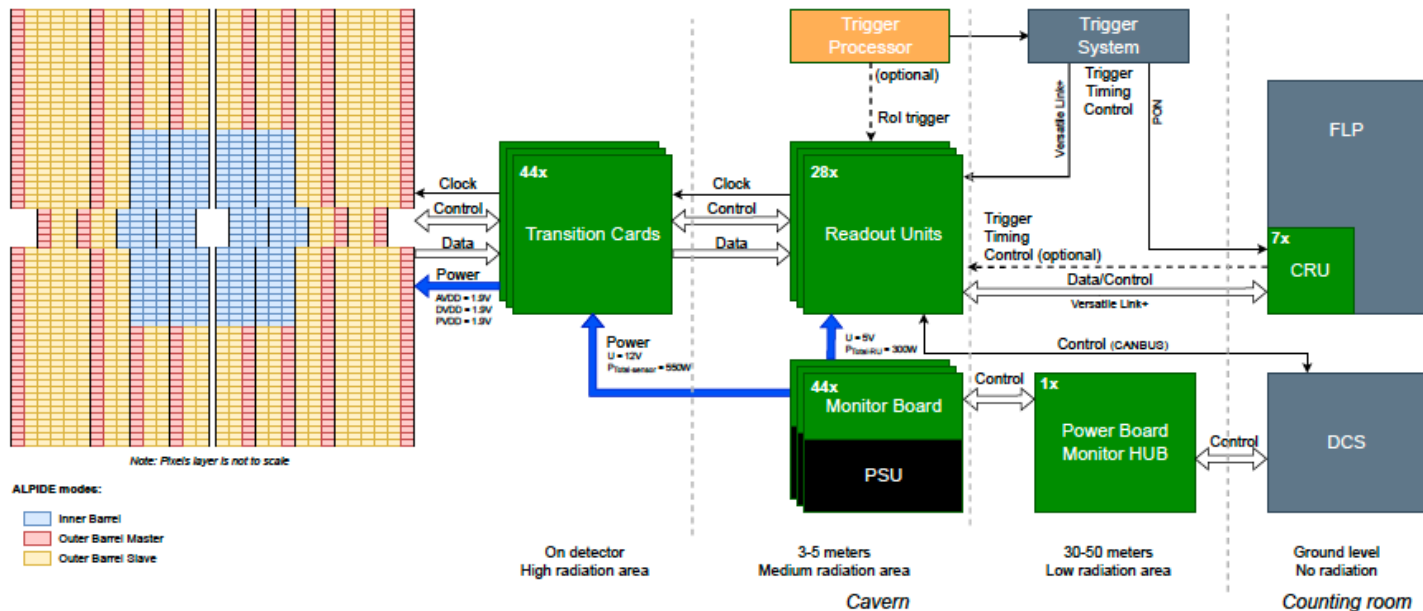 Trigger
Processor
Trigger
System
(optional)
RoI trigger
Versatile Link+
Trigger
Timing
Control
PON
FLP
44x
Transition Cards
28x
Readout Units
Clock
Control
Data
Power
AVDD = 1.9V
DVDD = 1.9V
PVDD = 1.9V
Clock
Control
Data
Trigger
Timing
Control (optional)
7x
CRU
Data/Control
Versatile Link+
Power
U = 12V
PTotal-sensor = 550W
U = 5V
PTotal-RU = 300W
Control (CANBUS)
44x
Monitor Board
PSU
Control
1x
Power Board
Monitor HUB
Control
DCS
Note: Pixels layer is not to scale
ALPIDE modes:
Inner Barrel
Outer Barrel Master
Outer Barrel Slave
On detector
High radiation area
3-5 meters
Medium radiation area
30-50 meters
Low radiation area
Ground level
No radiation
Cavern
Counting room